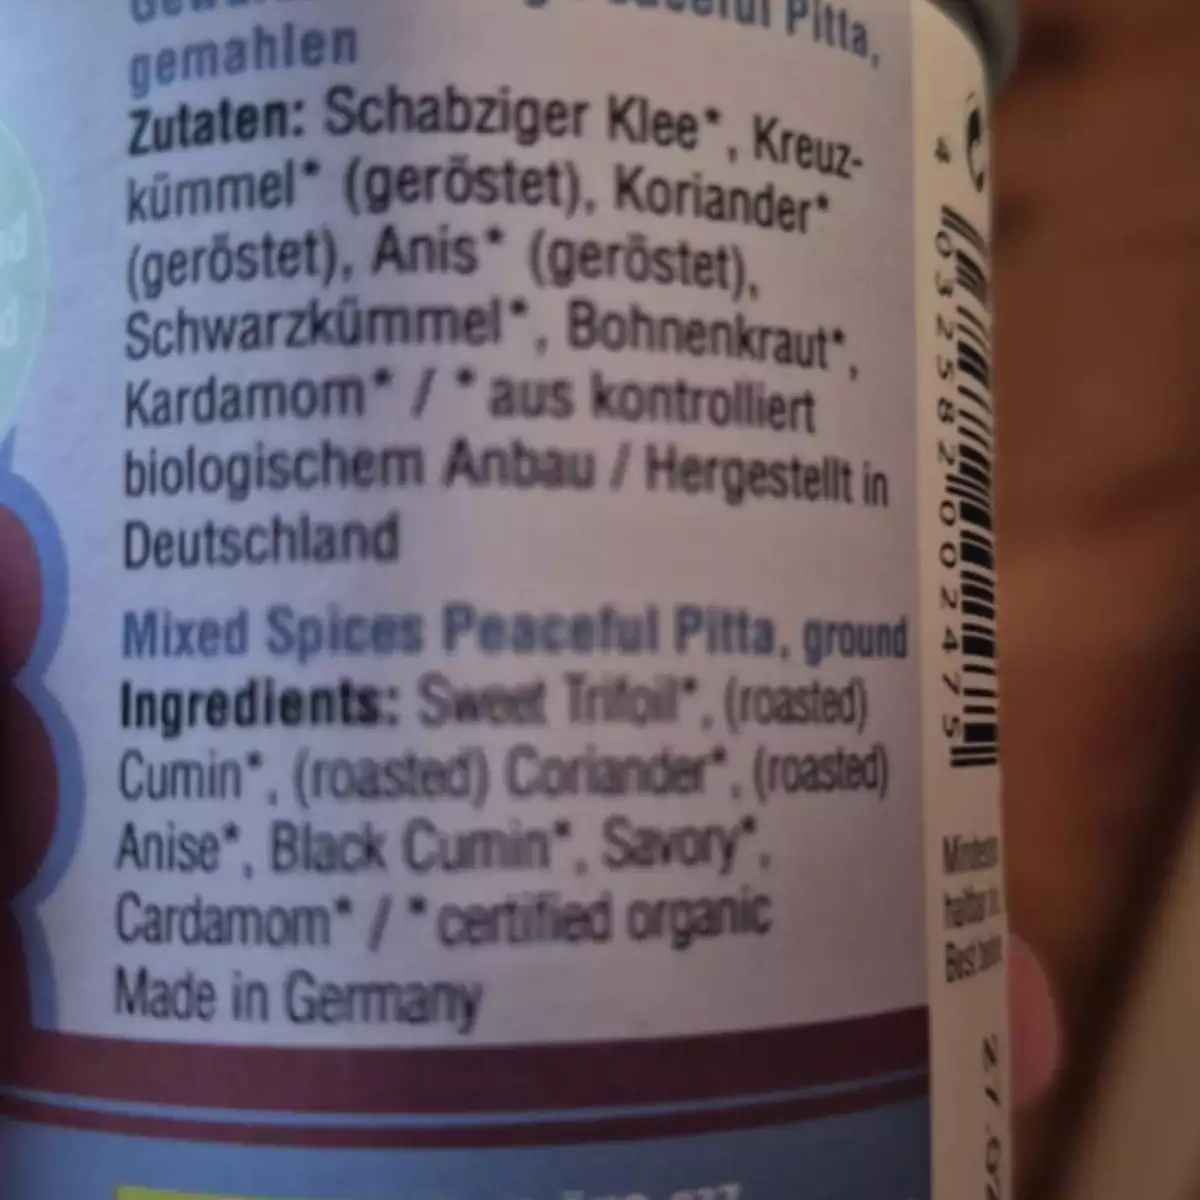 Pitta,
gemahlen
Zutaten: Schabziger Klee*, Kreuz-
kümmel* (geröstet), Koriander*
(geröstet), Anis* (geröstet),
Schwarzkümmel*, Bohnenkraut*,
Kardamom* / * aus kontrolliert
biologischem Anbau / Hergestellt in
Deutschland
Mixed Spices Peaceful Pitta, ground
Ingredients: Sweet Trifoil*, (roasted)
Cumin*, (roasted) Coriander*, (roasted)
Anise*, Black Cumin*, Savory*,
Cardamom* / * certified organic
Made in Germany
4 032582 002475
Best